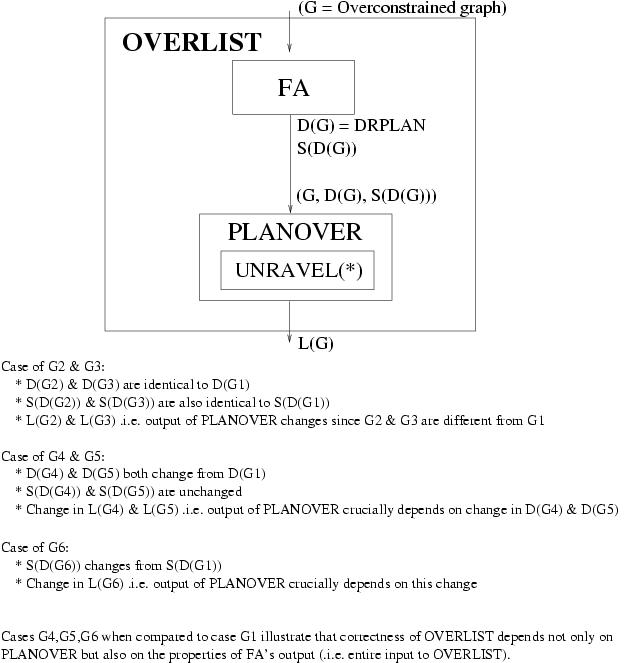 (G = Overconstrained graph)
OVERLIST
FA
D(G) = DRPLAN
S(D(G))
(G, D(G), S(D(G)))
PLANOVER
UNRAVEL(*)
L(G)
Case of G2 & G3:
* D(G2) & D(G3) are identical to D(G1)
* S(D(G2)) & S(D(G3)) are also identical to S(D(G1))
* L(G2) & L(G3) .i.e. output of PLANOVER changes since G2 & G3 are different from G1
Case of G4 & G5:
* D(G4) & D(G5) both change from D(G1)
* S(D(G4)) & S(D(G5)) are unchanged
* Change in L(G4) & L(G5) .i.e. output of PLANOVER crucially depends on change in D(G4) & D(G5)
Case of G6:
* S(D(G6)) changes from S(D(G1))
* Change in L(G6) .i.e. output of PLANOVER crucially depends on this change
Cases G4,G5,G6 when compared to case G1 illustrate that correctness of OVERLIST depends not only on
PLANOVER but also on the properties of FA's output (.i.e. entire input to OVERLIST).